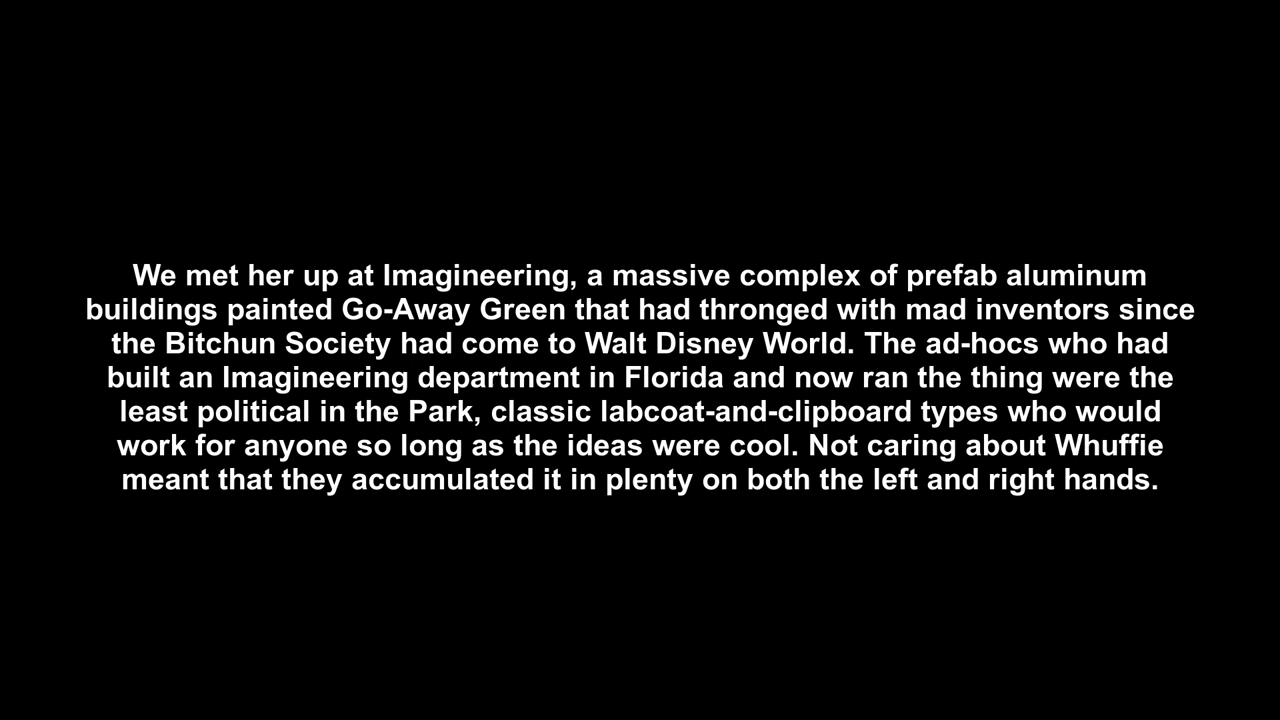 We met her up at Imagineering, a massive complex of prefab aluminum
buildings painted Go-Away Green that had thronged with mad inventors since
the Bitchun Society had come to Walt Disney World. The ad-hocs who had
built an Imagineering department in Florida and now ran the thing were the
least political in the Park, classic labcoat-and-clipboard types who would
work for anyone so long as the ideas were cool. Not caring about Whuffie
meant that they accumulated it in plenty on both the left and right hands.